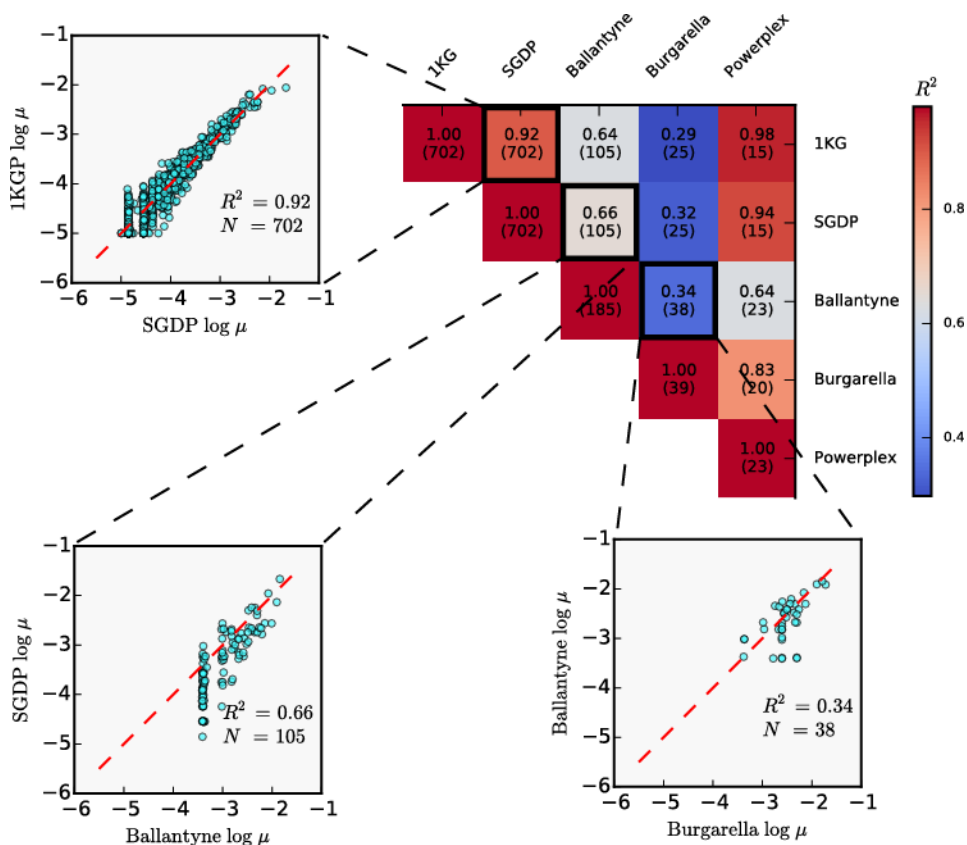 1KG SGDP Ballantyne Burgarella Powerplex
R²
1.00 0.92 0.64 0.29 0.98 1KG
(702) (702) (105) (25) (15)
1.00 0.66 0.32 0.94 SGDP
(702) (105) (25) (15)
1.00 0.34 0.64 Ballantyne
(185) (38) (23)
1.00 0.83 Burgarella
(39) (20)
1.00 Powerplex
(23)
0.8
0.6
0.4
1KGP log μ
−1
−2
−3
−4
−5
−6
R² = 0.92
N = 702
−6 −5 −4 −3 −2 −1
SGDP log μ
SGDP log μ
−1
−2
−3
−4
−5
−6
R² = 0.66
N = 105
−6 −5 −4 −3 −2 −1
Ballantyne log μ
Ballantyne log μ
−1
−2
−3
−4
−5
−6
R² = 0.34
N = 38
−6 −5 −4 −3 −2 −1
Burgarella log μ